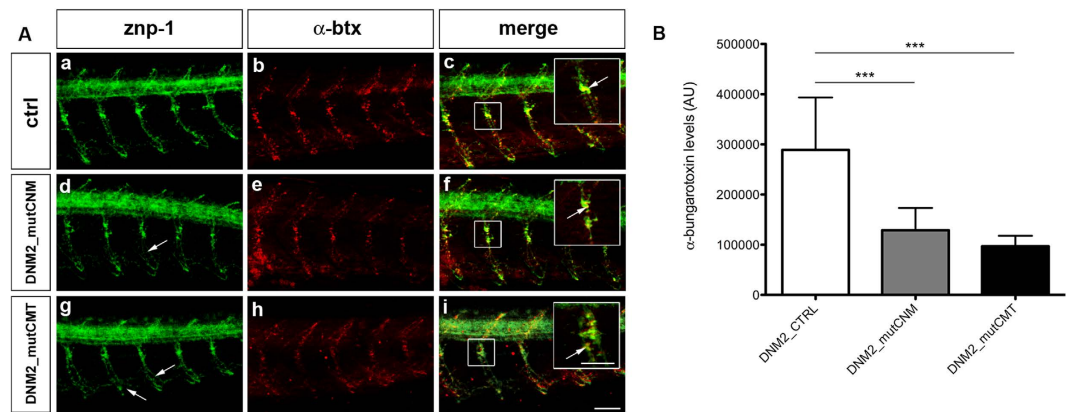 A
znp-1
α-btx
merge
ctrl
a
b
c
DNM2_mutCNM
d
e
f
DNM2_mutCMT
g
h
i
B
α-bungarotoxin levels (AU)
500000
400000
300000
200000
100000
0
***
***
DNM2_CTRL
DNM2_mutCNM
DNM2_mutCMT